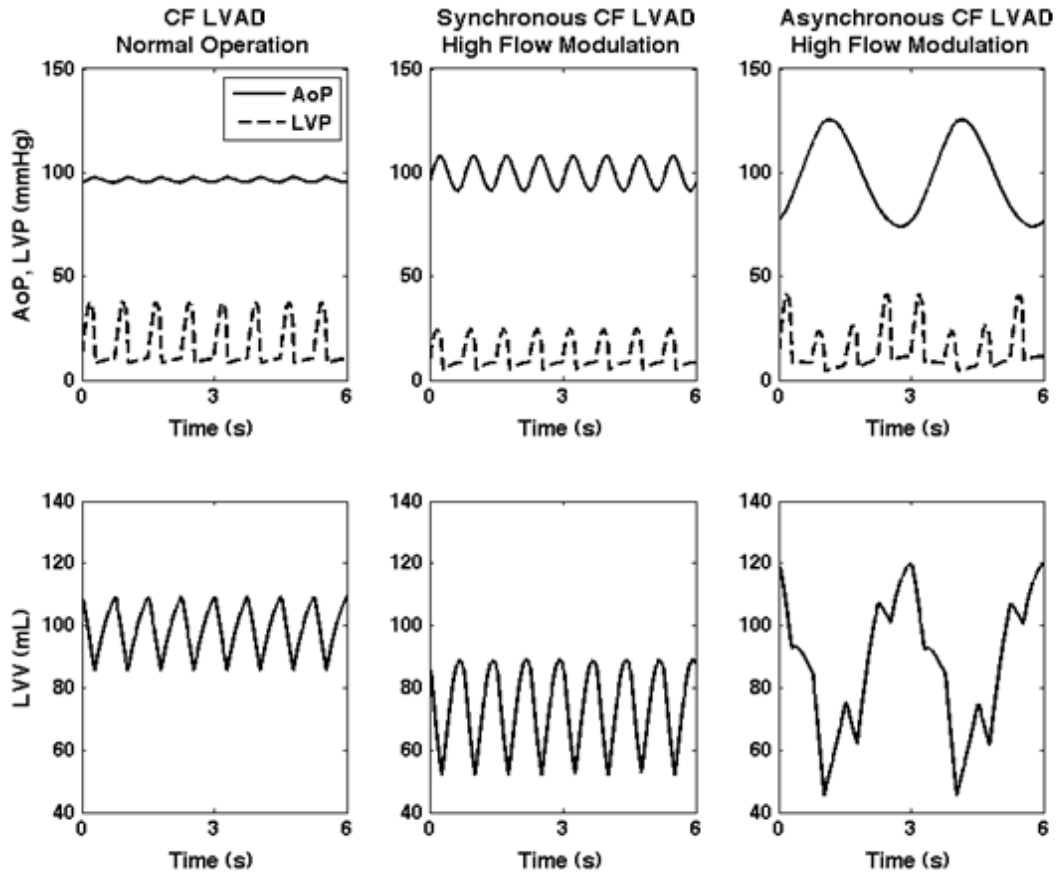 CF LVAD
Normal Operation
Synchronous CF LVAD
High Flow Modulation
Asynchronous CF LVAD
High Flow Modulation
AoP, LVP (mmHg)
150
100
50
0
AoP
LVP
0 3 6
Time (s)
150
100
50
0
0 3 6
Time (s)
150
100
50
0
0 3 6
Time (s)
LVV (mL)
140
120
100
80
60
40
0 3 6
Time (s)
140
120
100
80
60
40
0 3 6
Time (s)
140
120
100
80
60
40
0 3 6
Time (s)